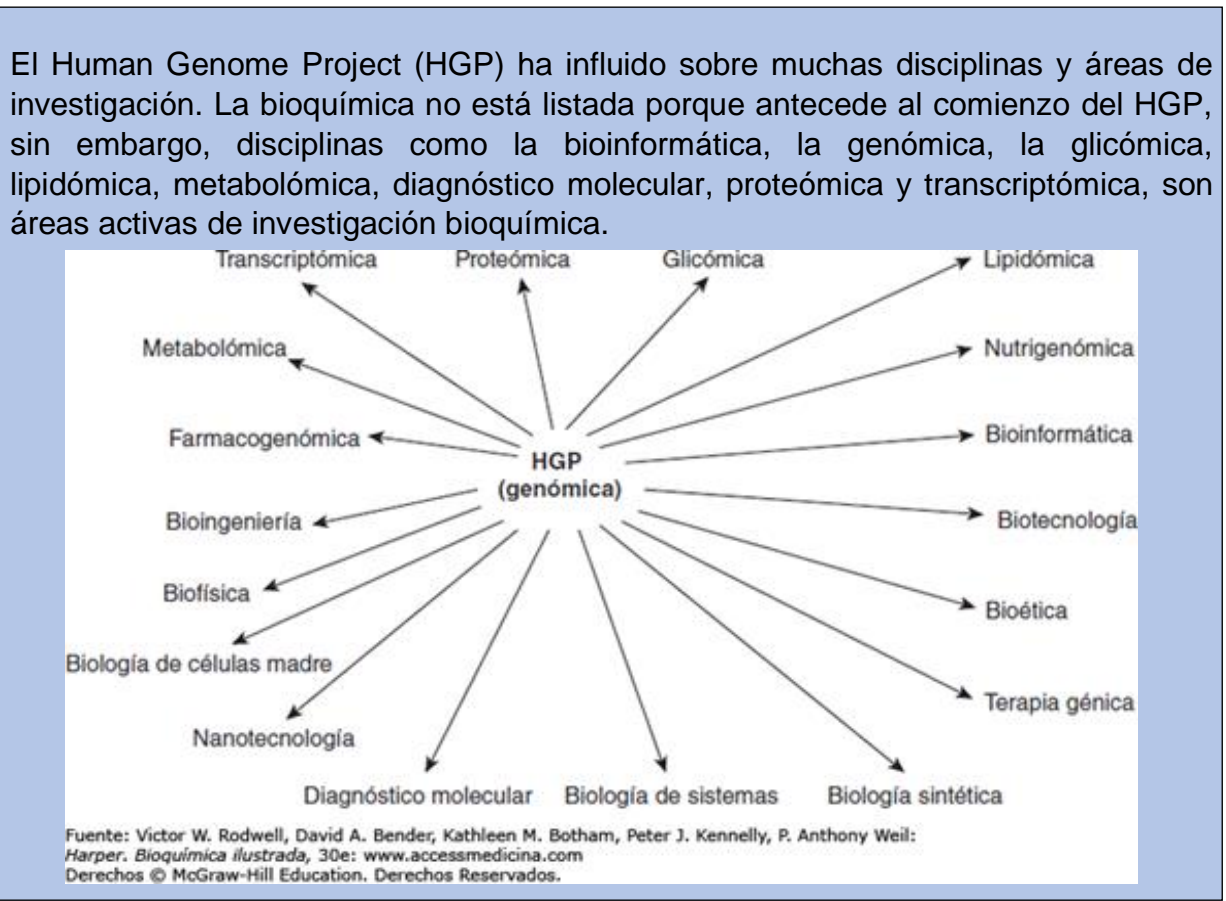 El Human Genome Project (HGP) ha influido sobre muchas disciplinas y áreas de
investigación. La bioquímica no está listada porque antecede al comienzo del HGP,
sin embargo, disciplinas como la bioinformática, la genómica, la glicómica,
lipidómica, metabolómica, diagnóstico molecular, proteómica y transcriptómica, son
áreas activas de investigación bioquímica.
Transcriptómica
Proteómica
Glicómica
Lipidómica
Metabolómica
Nutrigenómica
Farmacogenómica
Bioinformática
HGP
(genómica)
Bioingeniería
Biotecnología
Biofísica
Bioética
Biología de células madre
Terapia génica
Nanotecnología
Diagnóstico molecular
Biología de sistemas
Biología sintética
Fuente: Victor W. Rodwell, David A. Bender, Kathleen M. Botham, Peter J. Kennelly, P. Anthony Weil:
Harper. Bioquímica ilustrada, 30e: www.accessmedicina.com
Derechos © McGraw-Hill Education. Derechos Reservados.